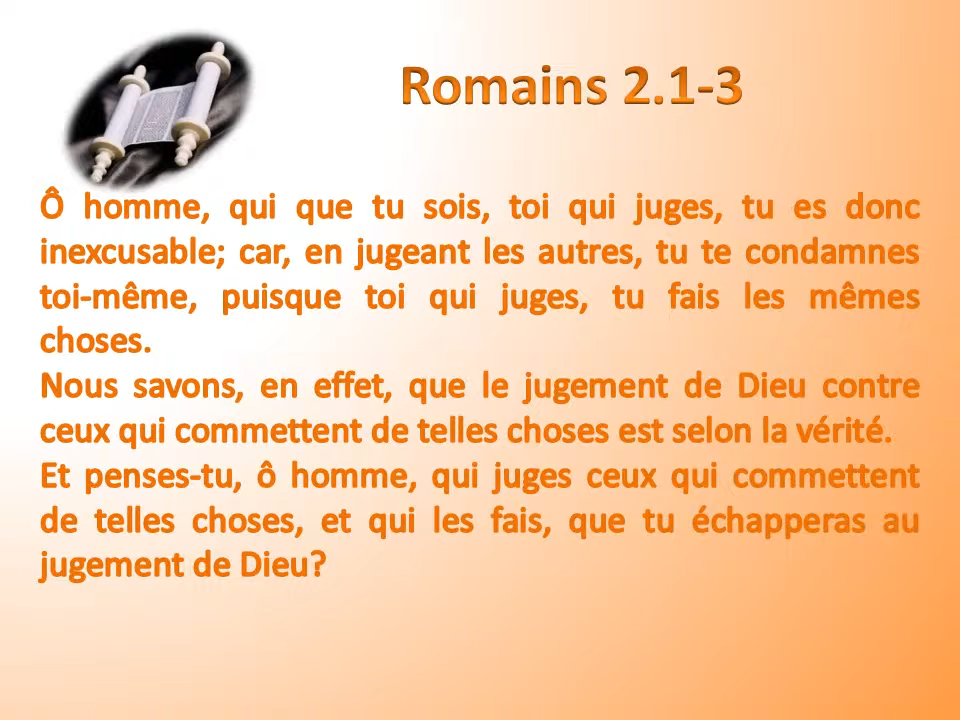 Romains 2.1-3
Ô homme, qui que tu sois, toi qui juges, tu es donc
inexcusable; car, en jugeant les autres, tu te condamnes
toi-même, puisque toi qui juges, tu fais les mêmes
choses.
Nous savons, en effet, que le jugement de Dieu contre
ceux qui commettent de telles choses est selon la vérité.
Et penses-tu, ô homme, qui juges ceux qui commettent
de telles choses, et qui les fais, que tu échapperas au
jugement de Dieu?